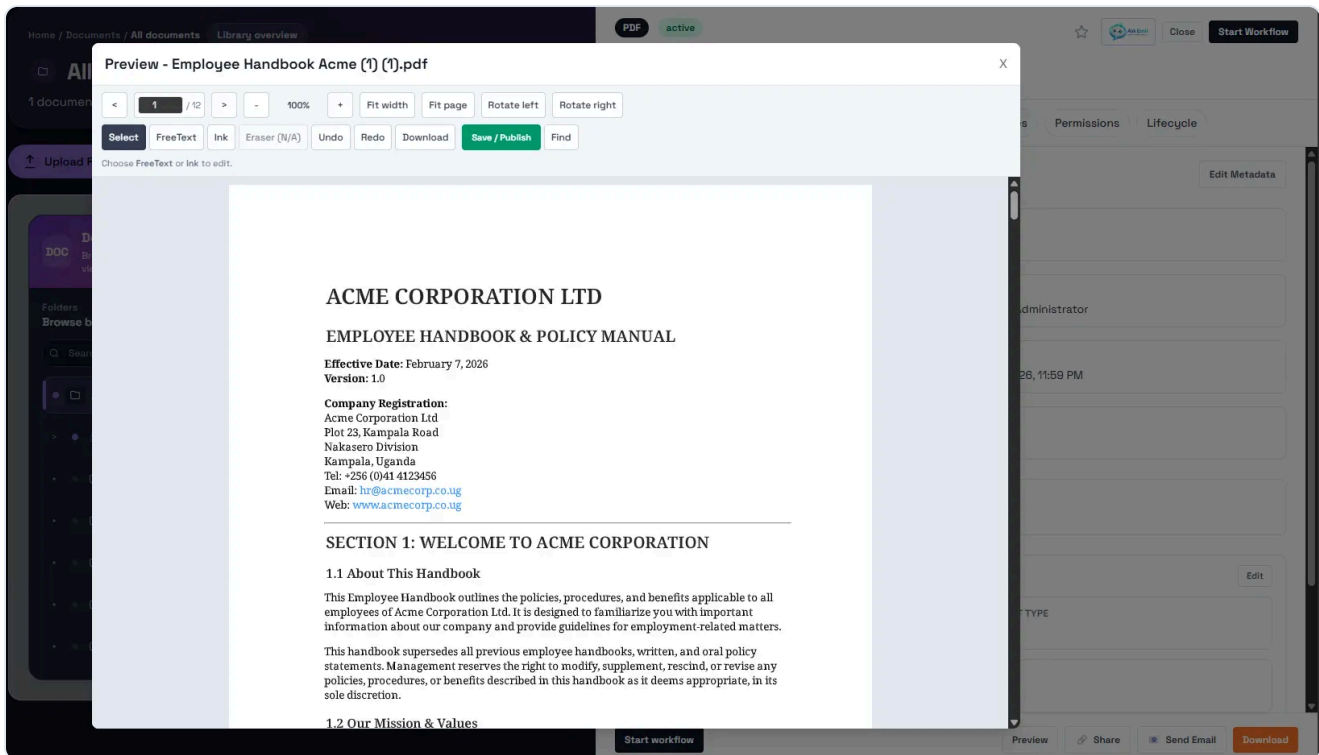 Home / Documents / All documents Library overview
All
1 documen
Upload F
DOC
Folders
Browse b
PDF active
Close Start Workflow
Permissions Lifecycle
Edit Metadata
dministrator
26, 11:59 PM
Edit
TYPE
Start workflow Preview Share Send Email Download
Preview - Employee Handbook Acme (1) (1).pdf X
< 1 / 12 > - 100% + Fit width Fit page Rotate left Rotate right
Select FreeText Ink Eraser (N/A) Undo Redo Download Save / Publish Find
Choose FreeText or Ink to edit.
ACME CORPORATION LTD
EMPLOYEE HANDBOOK & POLICY MANUAL
Effective Date: February 7, 2026
Version: 1.0
Company Registration:
Acme Corporation Ltd
Plot 23, Kampala Road
Nakasero Division
Kampala, Uganda
Tel: +256 (0)41 4123456
Email: hr@acmecorp.co.ug
Web: www.acmecorp.co.ug
SECTION 1: WELCOME TO ACME CORPORATION
1.1 About This Handbook
This Employee Handbook outlines the policies, procedures, and benefits applicable to all
employees of Acme Corporation Ltd. It is designed to familiarize you with important
information about our company and provide guidelines for employment-related matters.
This handbook supersedes all previous employee handbooks, written, and oral policy
statements. Management reserves the right to modify, supplement, rescind, or revise any
policies, procedures, or benefits described in this handbook as it deems appropriate, in its
sole discretion.
1.2 Our Mission & Values